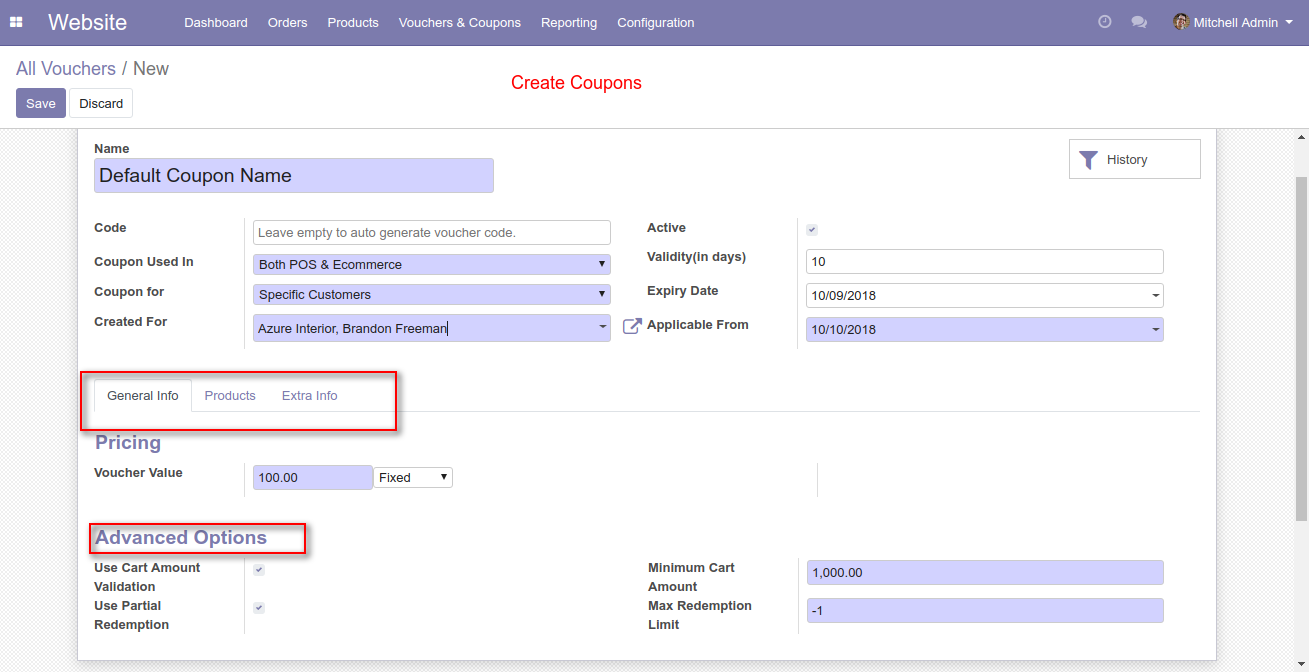 Website Dashboard Orders Products Vouchers & Coupons Reporting Configuration Mitchell Admin
All Vouchers / New
Create Coupons
Save Discard
Name
History
Default Coupon Name
Code Leave empty to auto generate voucher code. Active
Coupon Used In Both POS & Ecommerce Validity(in days) 10
Coupon for Specific Customers Expiry Date 10/09/2018
Created For Azure Interior, Brandon Freeman Applicable From 10/10/2018
General Info Products Extra Info
Pricing
Voucher Value 100.00 Fixed
Advanced Options
Use Cart Amount Minimum Cart 1,000.00
Validation Amount
Use Partial Max Redemption -1
Redemption Limit